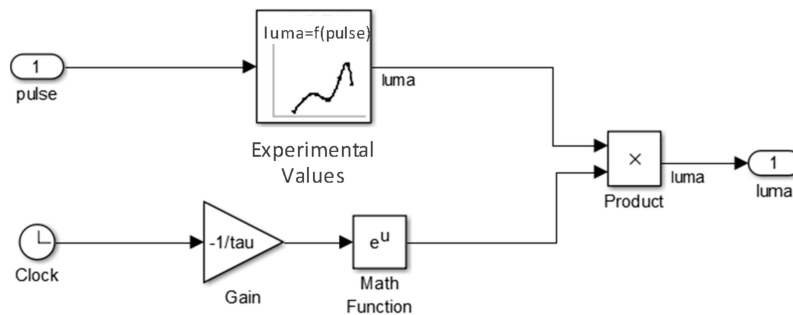 luma=f(pulse)
1
pulse
luma
Experimental
Values
×
Product
luma
1
luma
Clock
-1/tau
Gain
e^u
Math
Function